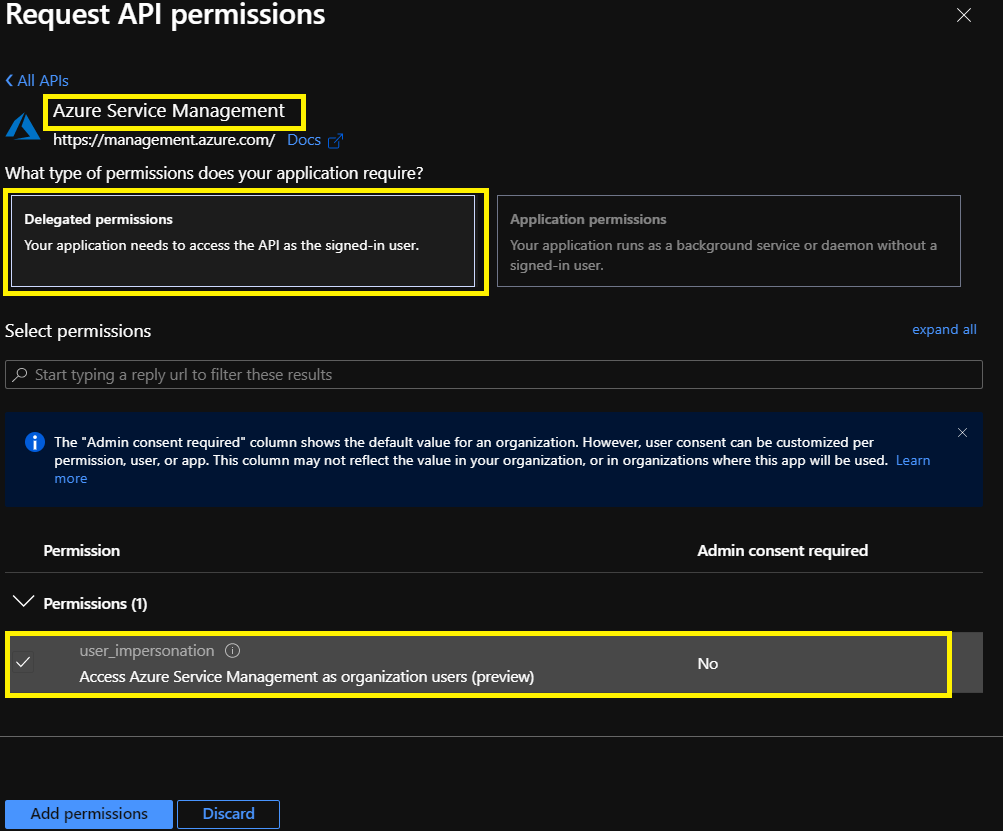 Request API permissions
All APIs
Azure Service Management
https://management.azure.com/ Docs
What type of permissions does your application require?
Delegated permissions
Your application needs to access the API as the signed-in user.
Application permissions
Your application runs as a background service or daemon without a
signed-in user.
Select permissions
expand all
Start typing a reply url to filter these results
The "Admin consent required" column shows the default value for an organization. However, user consent can be customized per
permission, user, or app. This column may not reflect the value in your organization, or in organizations where this app will be used. Learn
more
Permission Admin consent required
Permissions (1)
user_impersonation
Access Azure Service Management as organization users (preview)
No
Add permissions Discard